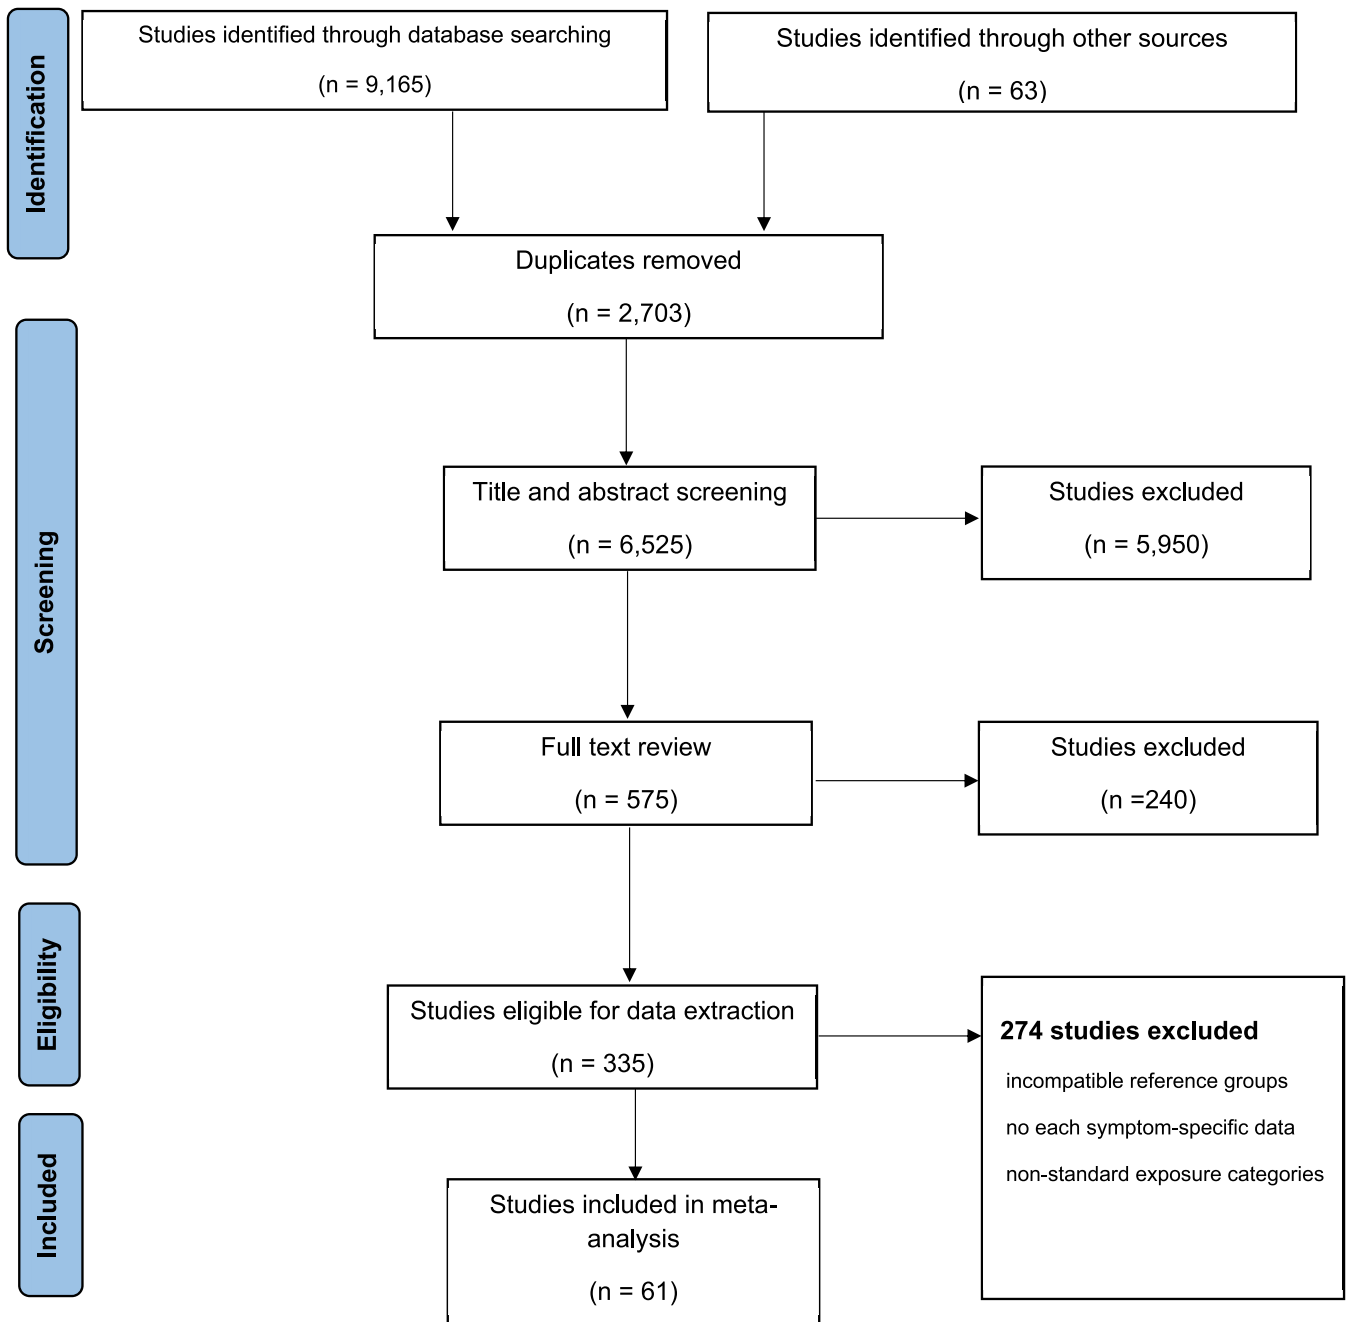 Identification
Studies identified through database searching
(n = 9,165)
Studies identified through other sources
(n = 63)
Duplicates removed
(n = 2,703)
Screening
Title and abstract screening
(n = 6,525)
Studies excluded
(n = 5,950)
Full text review
(n = 575)
Studies excluded
(n =240)
Eligibility
Studies eligible for data extraction
(n = 335)
274 studies excluded
incompatible reference groups
no each symptom-specific data
non-standard exposure categories
Included
Studies included in meta-
analysis
(n = 61)